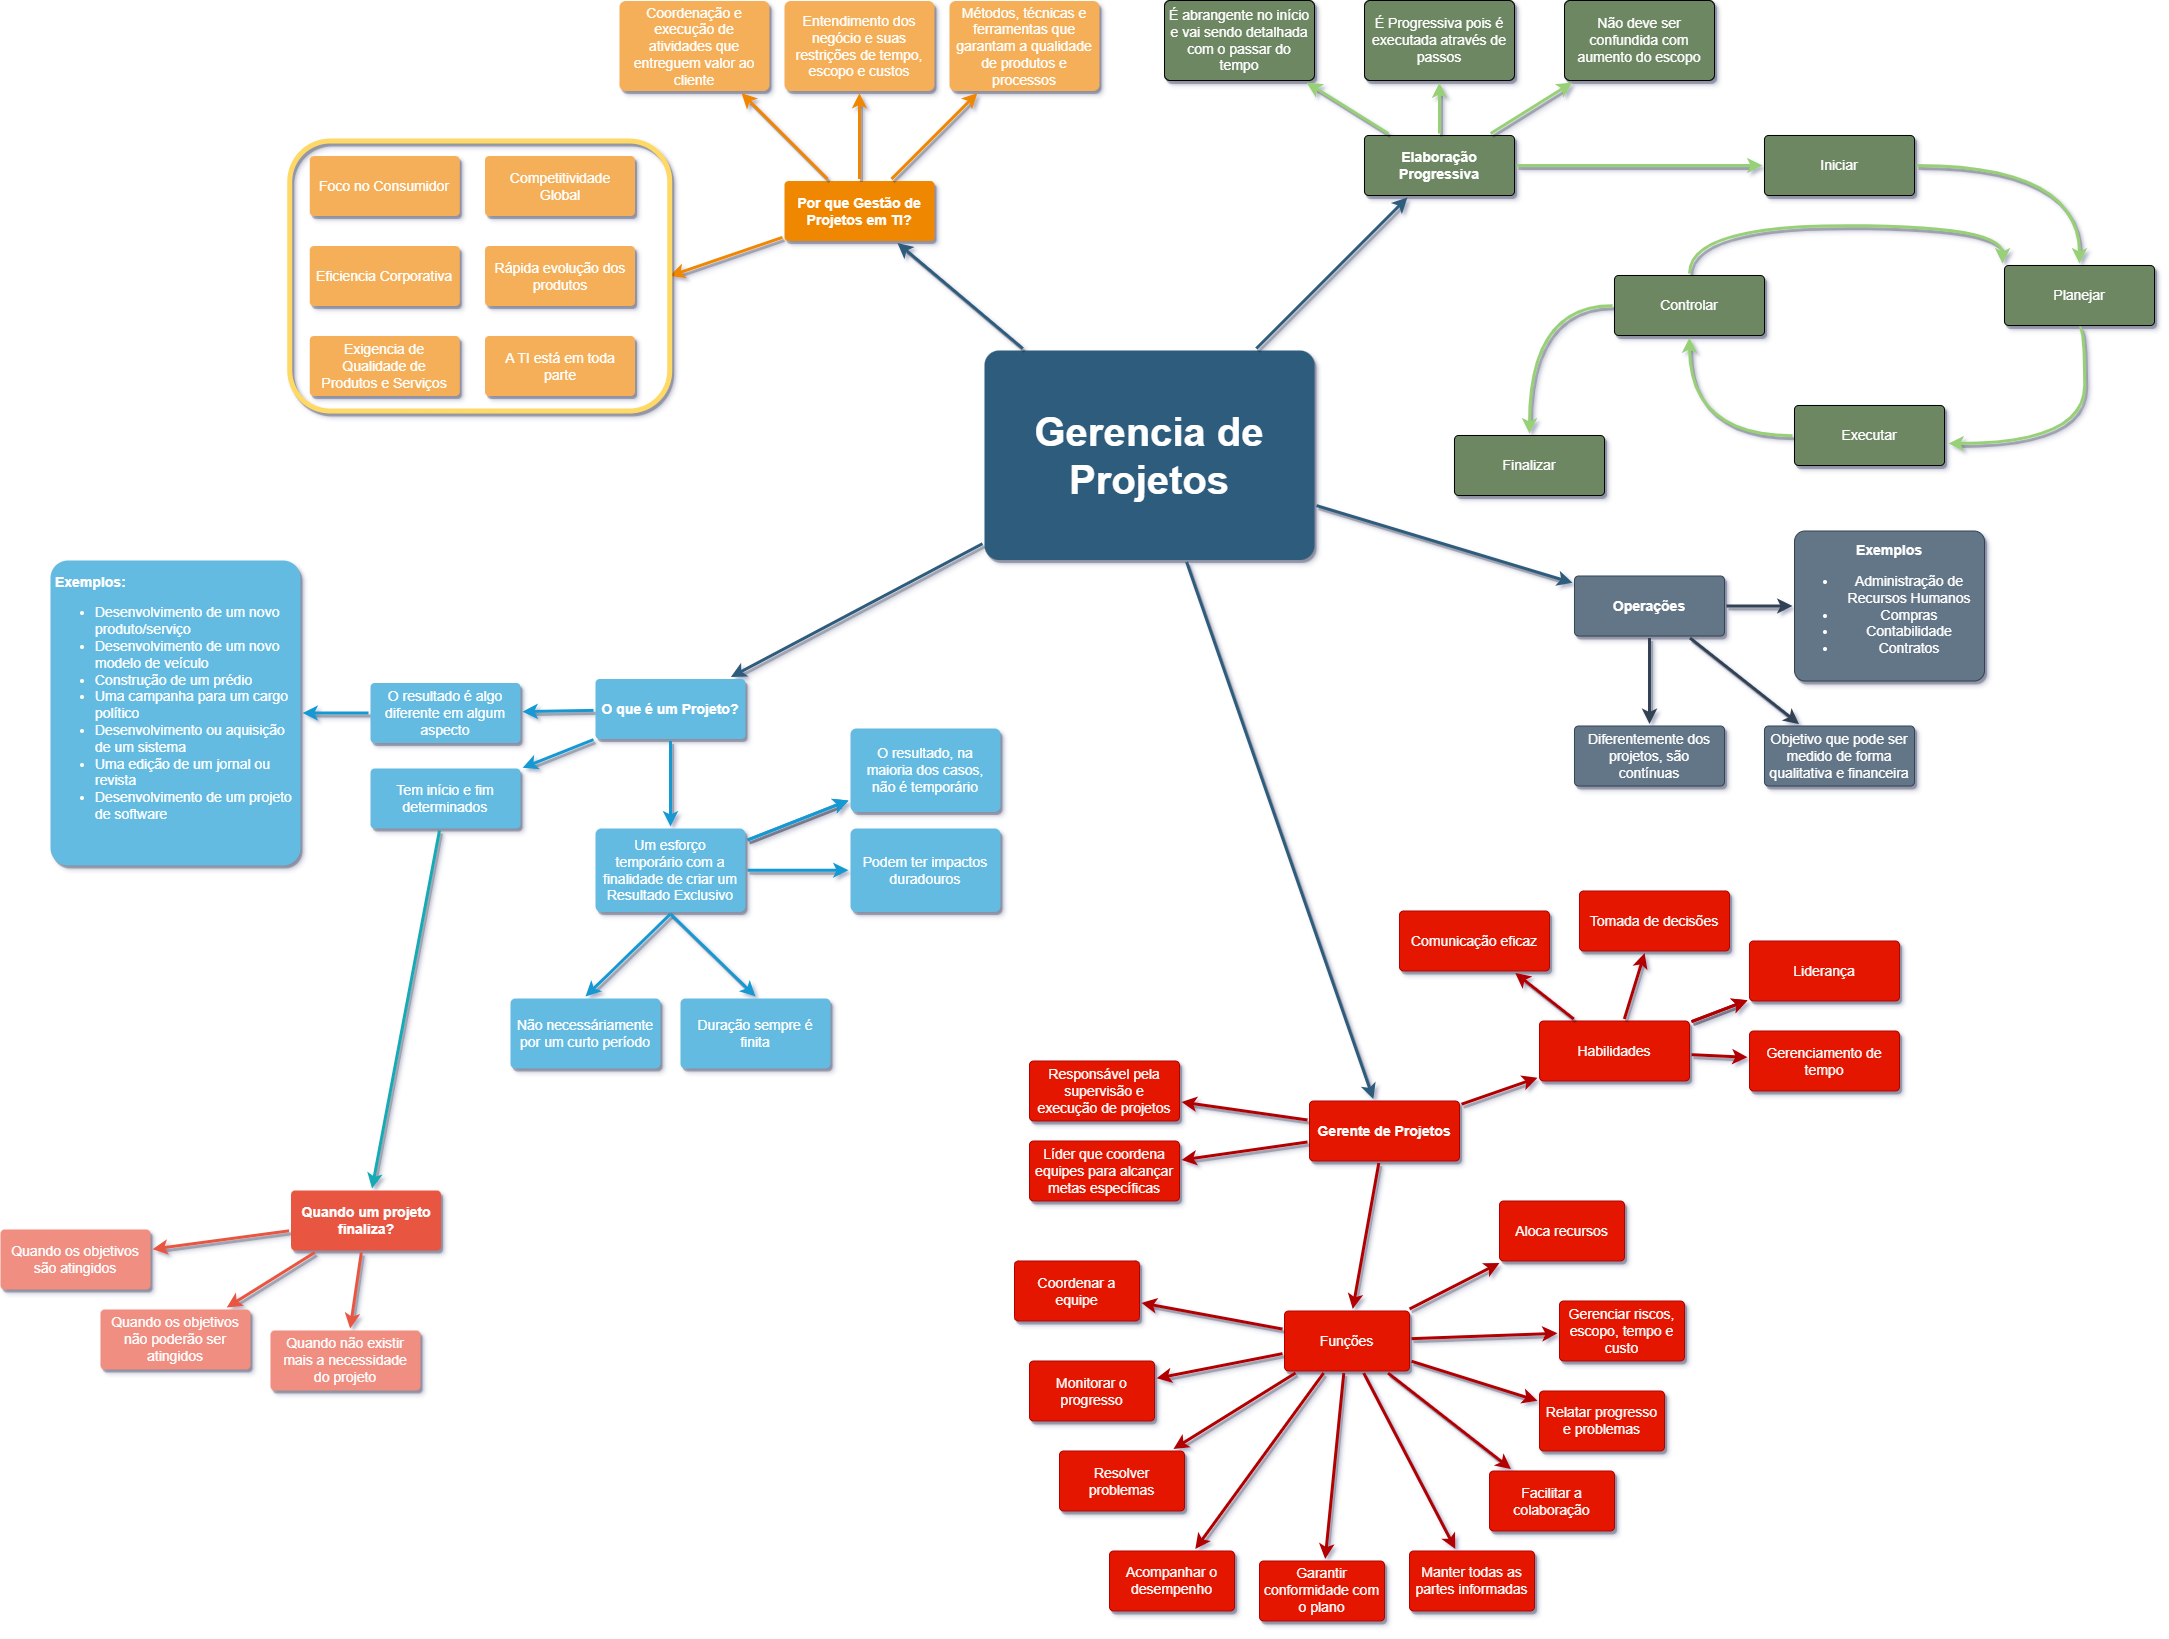 Coordenação e
execução de
atividades que
entreguem valor ao
cliente
Entendimento dos
negócio e suas
restrições de tempo,
escopo e custos
Métodos, técnicas e
ferramentas que
garantam a qualidade
de produtos e
processos
É abrangente no início
e vai sendo detalhada
com o passar do
tempo
É Progressiva pois é
executada através de
passos
Não deve ser
confundida com
aumento do escopo
Foco no Consumidor
Competitividade
Global
Eficiencia Corporativa
Rápida evolução dos
produtos
Exigencia de
Qualidade de
Produtos e Serviços
A TI está em toda
parte
Por que Gestão de
Projetos em TI?
Elaboração
Progressiva
Iniciar
Planejar
Controlar
Executar
Finalizar
Gerencia de
Projetos
Operações
Exemplos
• Administração de
Recursos Humanos
• Compras
• Contabilidade
• Contratos
Diferentemente dos
projetos, são
contínuas
Objetivo que pode ser
medido de forma
qualitativa e financeira
Exemplos:
• Desenvolvimento de um novo
produto/serviço
• Desenvolvimento de um novo
modelo de veículo
• Construção de um prédio
• Uma campanha para um cargo
político
• Desenvolvimento ou aquisição
de um sistema
• Uma edição de um jornal ou
revista
• Desenvolvimento de um projeto
de software
O resultado é algo
diferente em algum
aspecto
O que é um Projeto?
Tem início e fim
determinados
O resultado, na
maioria dos casos,
não é temporário
Um esforço
temporário com a
finalidade de criar um
Resultado Exclusivo
Podem ter impactos
duradouros
Não necessáriamente
por um curto período
Duração sempre é
finita
Quando um projeto
finaliza?
Quando os objetivos
são atingidos
Quando os objetivos
não poderão ser
atingidos
Quando não existir
mais a necessidade
do projeto
Comunicação eficaz
Tomada de decisões
Liderança
Habilidades
Gerenciamento de
tempo
Responsável pela
supervisão e
execução de projetos
Líder que coordena
equipes para alcançar
metas específicas
Gerente de Projetos
Aloca recursos
Coordenar a
equipe
Funções
Gerenciar riscos,
escopo, tempo e
custo
Monitorar o
progresso
Relatar progresso
e problemas
Resolver
problemas
Facilitar a
colaboração
Acompanhar o
desempenho
Garantir
conformidade com
o plano
Manter todas as
partes informadas